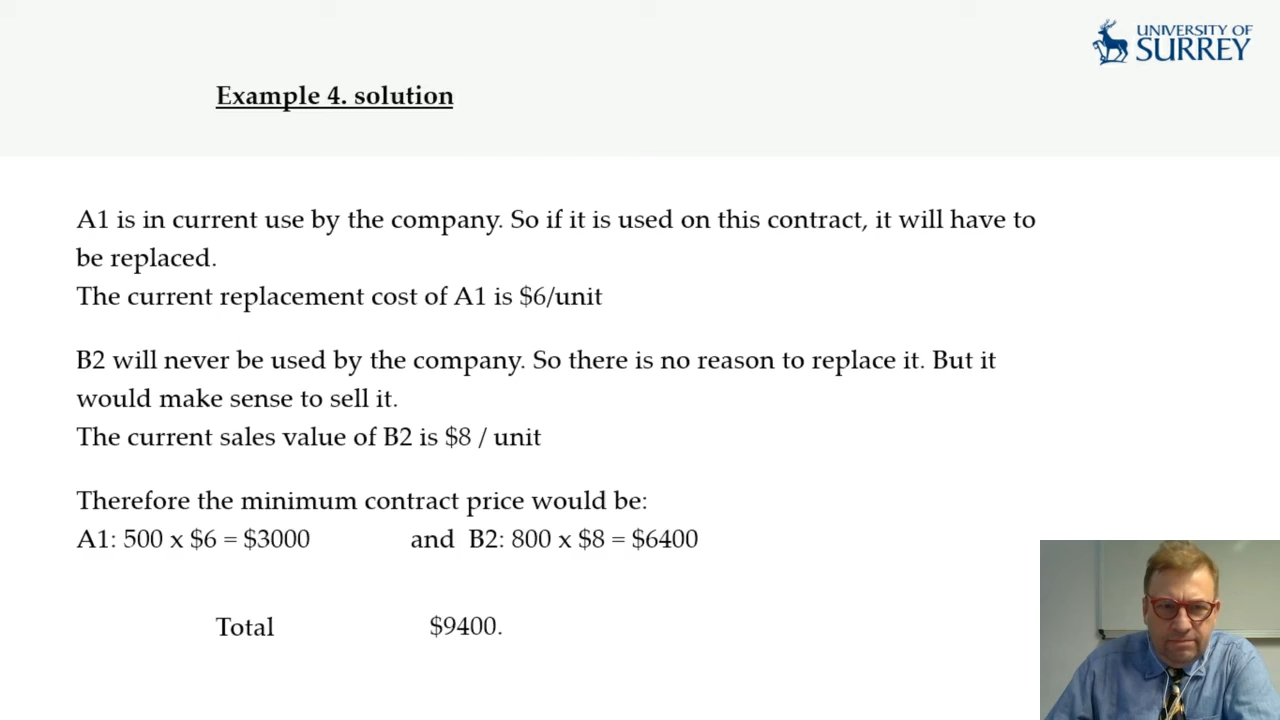 UNIVERSITY OF
SURREY
Example 4. solution
A1 is in current use by the company. So if it is used on this contract, it will have to
be replaced.
The current replacement cost of A1 is $6/unit
B2 will never be used by the company. So there is no reason to replace it. But it
would make sense to sell it.
The current sales value of B2 is $8 / unit
Therefore the minimum contract price would be:
A1: 500 x $6 = $3000 and B2: 800 x $8 = $6400
Total $9400.